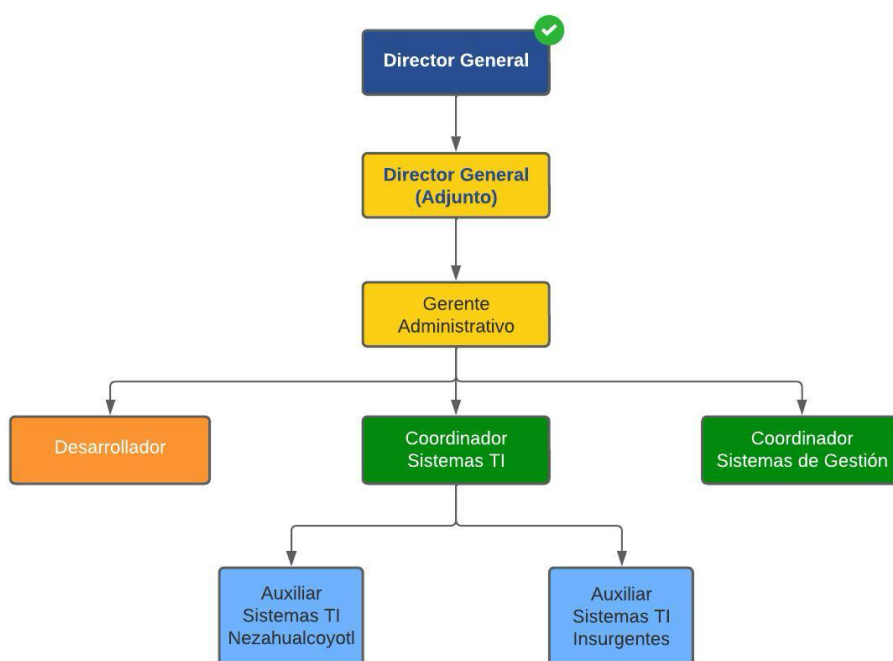 Director General
Director General
(Adjunto)
Gerente
Administrativo
Desarrollador
Coordinador
Sistemas TI
Coordinador
Sistemas de Gestión
Auxiliar
Sistemas TI
Nezahualcoyotl
Auxiliar
Sistemas TI
Insurgentes